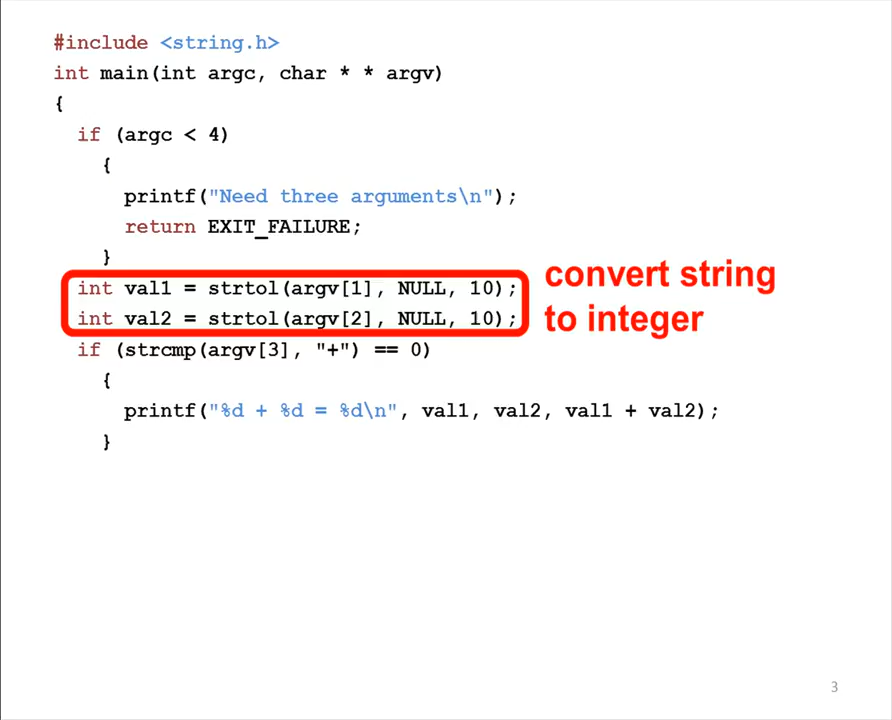 #include <string.h>
int main(int argc, char * * argv)
{
if (argc < 4)
{
printf("Need three arguments\n");
return EXIT_FAILURE;
}
int val1 = strtol(argv[1], NULL, 10);
int val2 = strtol(argv[2], NULL, 10);
convert string
to integer
if (strcmp(argv[3], "+") == 0)
{
printf("%d + %d = %d\n", val1, val2, val1 + val2);
}
3